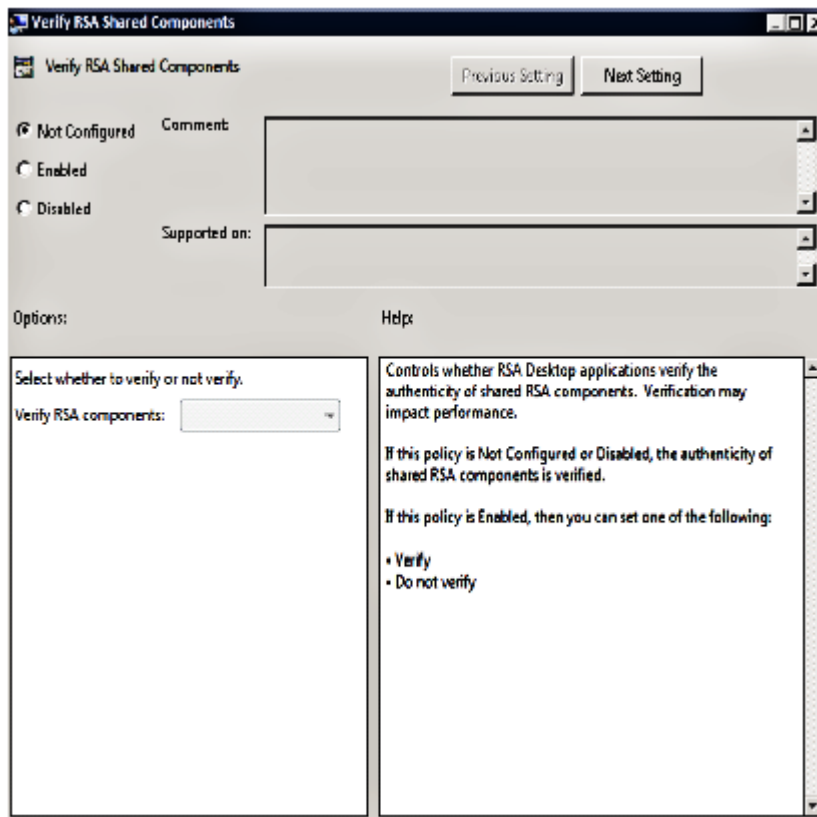 Verify RSA Shared Components
Verify RSA Shared Components
Previous Setting
Next Setting
Not Configured
Comment:
Enabled
Disabled
Supported on:
Options:
Help:
Select whether to verify or not verify.
Verify RSA components:
Controls whether RSA Desktop applications verify the
authenticity of shared RSA components. Verification may
impact performance.
If this policy is Not Configured or Disabled, the authenticity of
shared RSA components is verified.
If this policy is Enabled, then you can set one of the following:
• Verify
• Do not verify